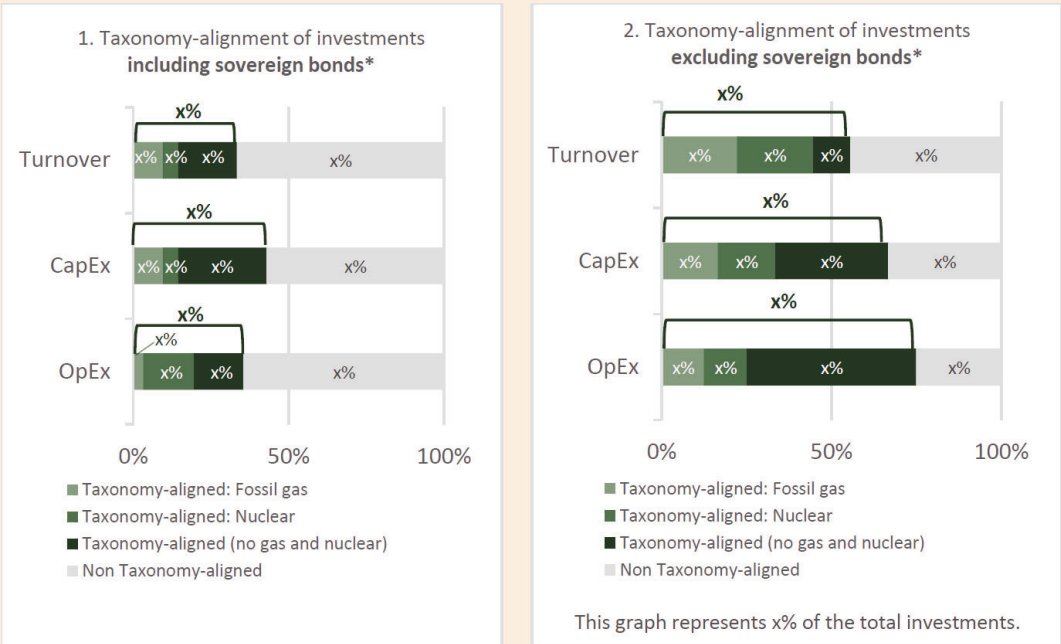 1. Taxonomy-alignment of investments
including sovereign bonds*
x%
Turnover
x% x% x% x%
x%
CapEx
x% x% x% x%
x%
x%
OpEx
x% x% x%
0% 50% 100%
Taxonomy-aligned: Fossil gas
Taxonomy-aligned: Nuclear
Taxonomy-aligned (no gas and nuclear)
Non Taxonomy-aligned
2. Taxonomy-alignment of investments
excluding sovereign bonds*
x%
Turnover
x% x% x% x%
x%
CapEx
x% x% x% x%
x%
OpEx
x% x% x% x%
0% 50% 100%
Taxonomy-aligned: Fossil gas
Taxonomy-aligned: Nuclear
Taxonomy-aligned (no gas and nuclear)
Non Taxonomy-aligned
This graph represents x% of the total investments.